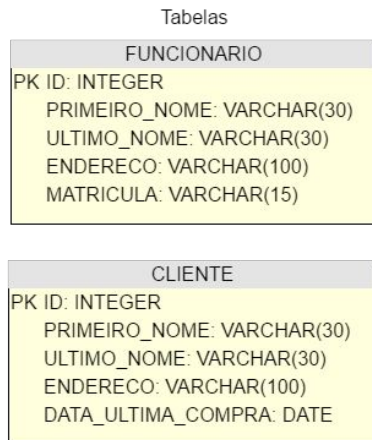 Tabelas
FUNCIONARIO
PK ID: INTEGER
PRIMEIRO_NOME: VARCHAR(30)
ULTIMO_NOME: VARCHAR(30)
ENDERECO: VARCHAR(100)
MATRICULA: VARCHAR(15)
CLIENTE
PK ID: INTEGER
PRIMEIRO_NOME: VARCHAR(30)
ULTIMO_NOME: VARCHAR(30)
ENDERECO: VARCHAR(100)
DATA_ULTIMA_COMPRA: DATE